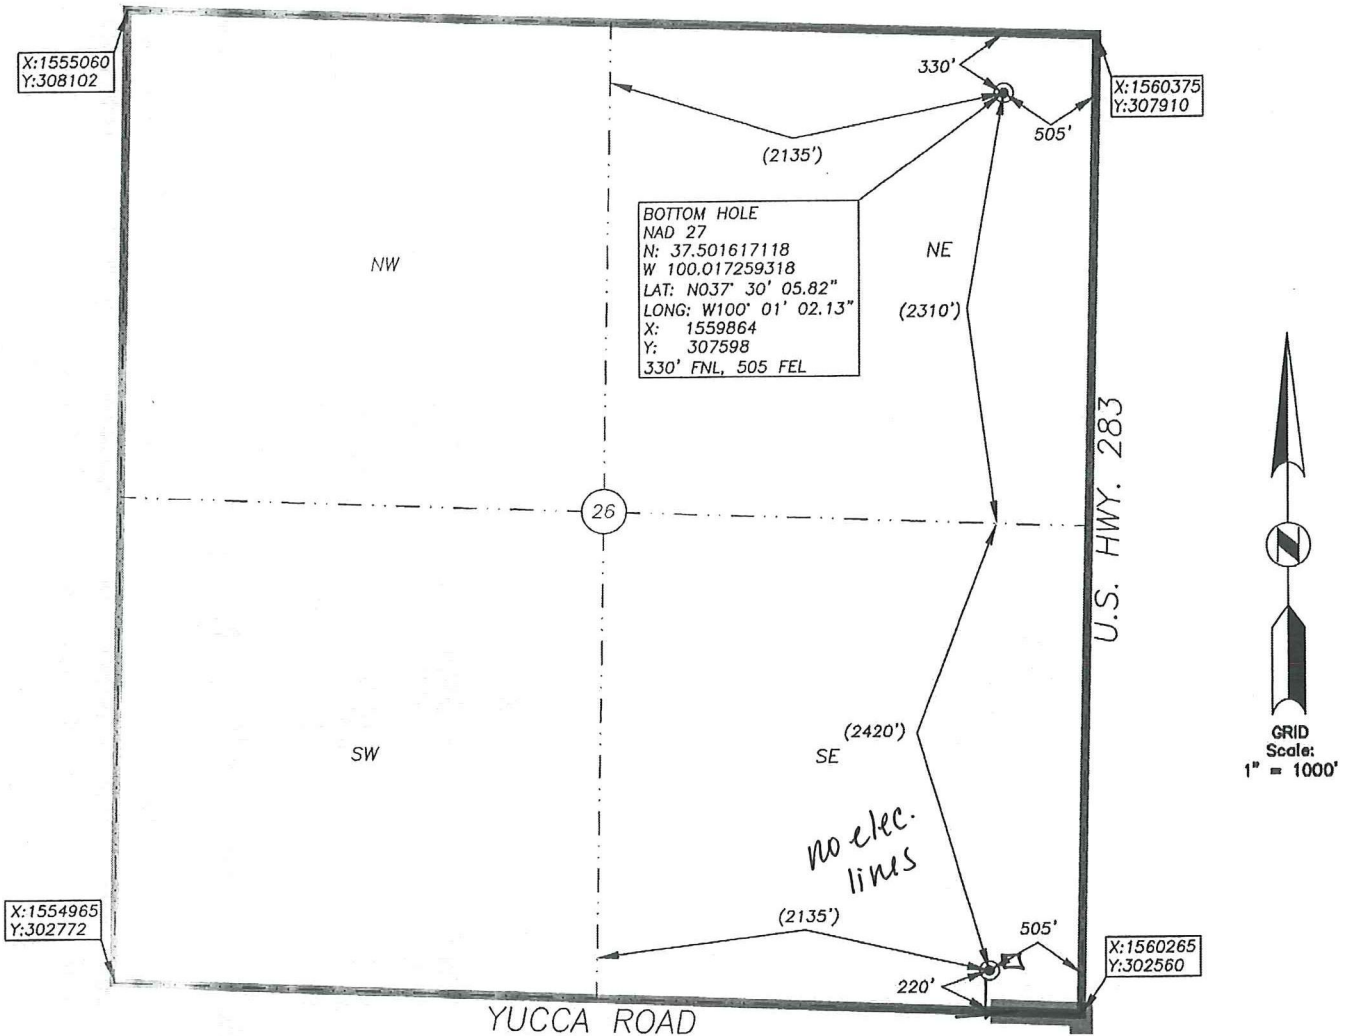 X:1555060
Y:308102
330'
X:1560375
Y:307910
505'
(2135')
BOTTOM HOLE
NAD 27
N: 37.501617118
W 100.017259318
LAT: N037° 30' 05.82"
LONG: W100° 01' 02.13"
X: 1559864
Y: 307598
330' FNL, 505 FEL
NW
NE
(2310')
U.S. HWY. 283
26
N
GRID
Scale:
1" = 1000'
SW
SE
(2420')
no elec.
lines
X:1554965
Y:302772
(2135')
505'
X:1560265
Y:302560
220'
YUCCA ROAD